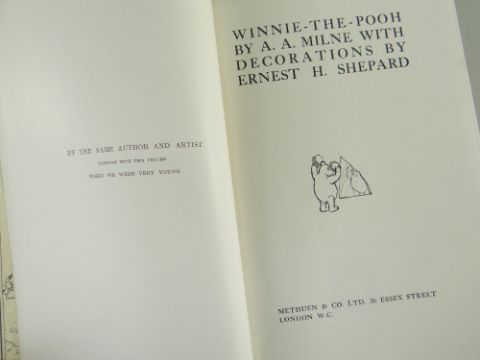 BY THE SAME AUTHOR AND ARTIST
UNIFORM WITH THIS VOLUME
WHEN WE WERE VERY YOUNG
WINNIE-THE-POOH
BY A. A. MILNE WITH
DECORATIONS BY
ERNEST H. SHEPARD
METHUEN & CO. LTD. 36 ESSEX STREET
LONDON W.C.